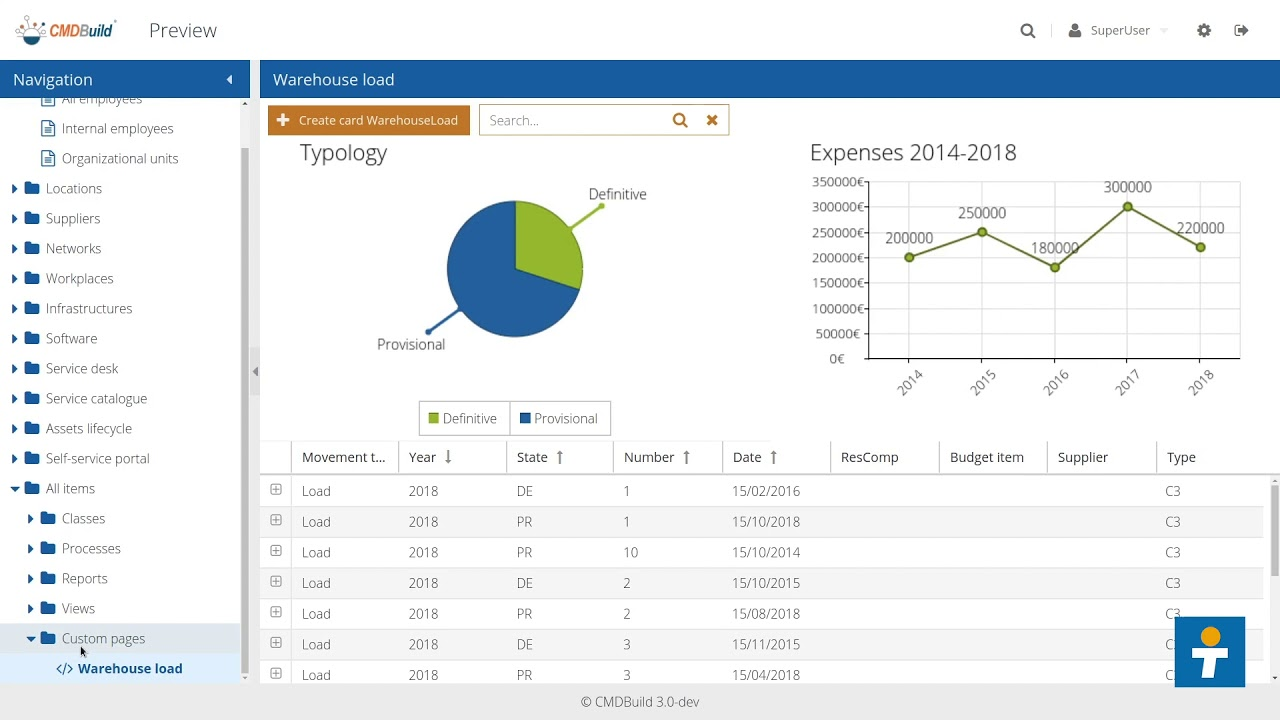 CMDBuild
Preview
SuperUser
Navigation
All employees
Internal employees
Organizational units
Locations
Suppliers
Networks
Workplaces
Infrastructures
Software
Service desk
Service catalogue
Assets lifecycle
Self-service portal
All items
Classes
Processes
Reports
Views
Custom pages
</> Warehouse load
Warehouse load
Create card WarehouseLoad
Search...
Typology
Definitive
Provisional
Definitive Provisional
Expenses 2014-2018
350000€
300000€
250000€
200000€
150000€
100000€
50000€
0€
200000
250000
180000
300000
220000
2014 2015 2016 2017 2018
Movement t... Year State Number Date ResComp Budget item Supplier Type
Load 2018 DE 1 15/02/2016 C3
Load 2018 PR 1 15/10/2018 C3
Load 2018 PR 10 15/10/2014 C3
Load 2018 DE 2 15/10/2015 C3
Load 2018 PR 2 15/08/2018 C3
Load 2018 DE 3 15/11/2015
Load 2018 PR 3 15/04/2018
© CMDBuild 3.0-dev